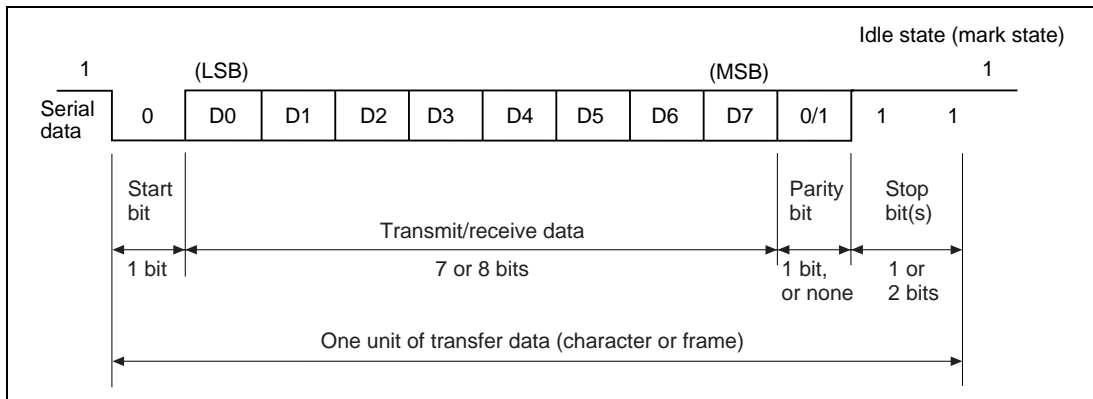 Idle state (mark state)
1 (LSB) (MSB) 1
Serial
data
0 D0 D1 D2 D3 D4 D5 D6 D7 0/1 1 1
Start
bit
Parity
bit
Stop
bit(s)
Transmit/receive data
1 bit
7 or 8 bits
1 bit,
or none
1 or
2 bits
One unit of transfer data (character or frame)